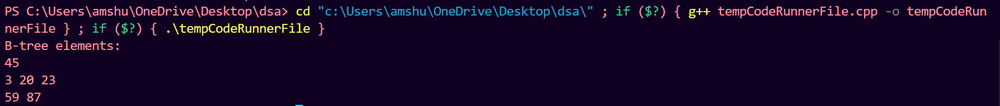 PS C:\Users\amshu\OneDrive\Desktop\dsa> cd "c:\Users\amshu\OneDrive\Desktop\dsa\" ; if ($?) { g++ tempCodeRunnerFile.cpp -o tempCodeRun
nerFile } ; if ($?) { .\tempCodeRunnerFile }
B-tree elements:
45
3 20 23
59 87